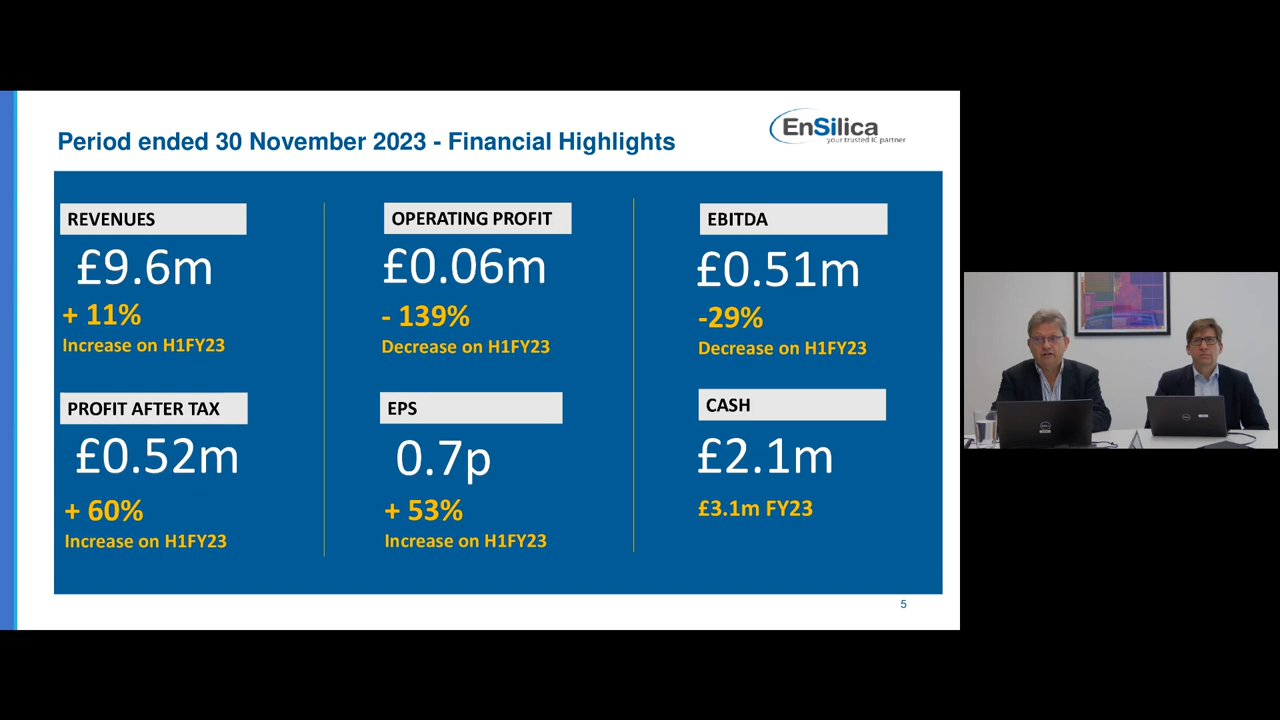 Period ended 30 November 2023 - Financial Highlights
EnSilica
your trusted IC partner
REVENUES
£9.6m
+ 11%
Increase on H1FY23
OPERATING PROFIT
£0.06m
- 139%
Decrease on H1FY23
EBITDA
£0.51m
-29%
Decrease on H1FY23
PROFIT AFTER TAX
£0.52m
+ 60%
Increase on H1FY23
EPS
0.7p
+ 53%
Increase on H1FY23
CASH
£2.1m
£3.1m FY23
5